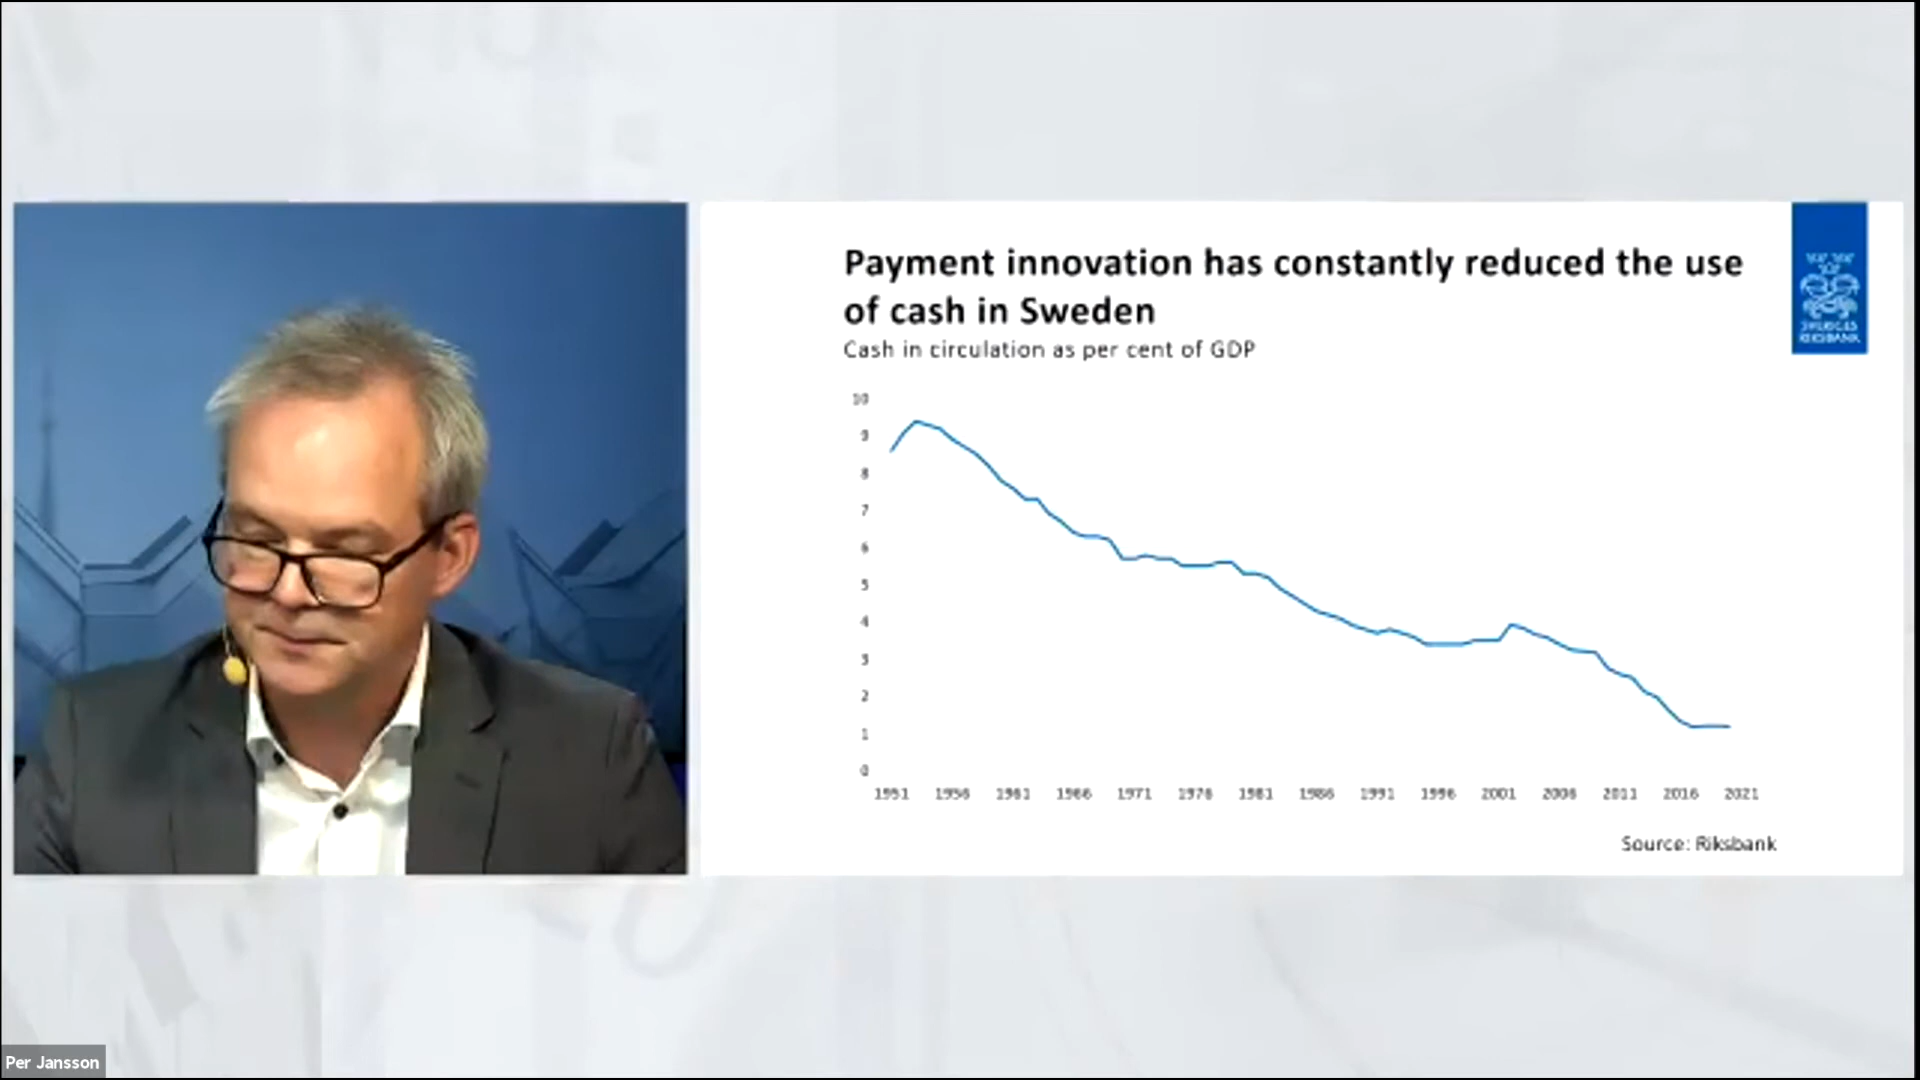 Payment innovation has constantly reduced the use
of cash in Sweden
Cash in circulation as per cent of GDP
SVERIGES
RIKSBANK
10
9
8
7
6
5
4
3
2
1
0
1951 1956 1961 1966 1971 1976 1981 1986 1991 1996 2001 2006 2011 2016 2021
Source: Riksbank
Per Jansson